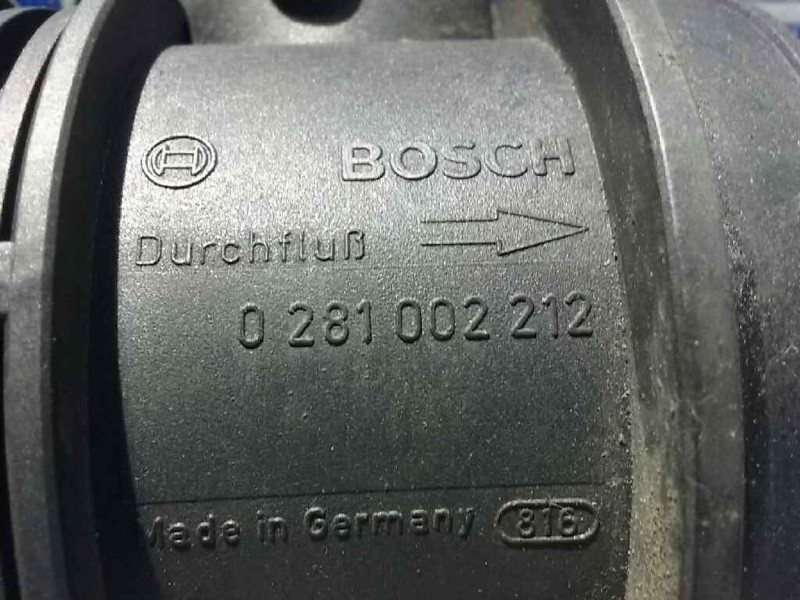 BOSCH
Durchfluß
0 281 002 212
Made in Germany 816